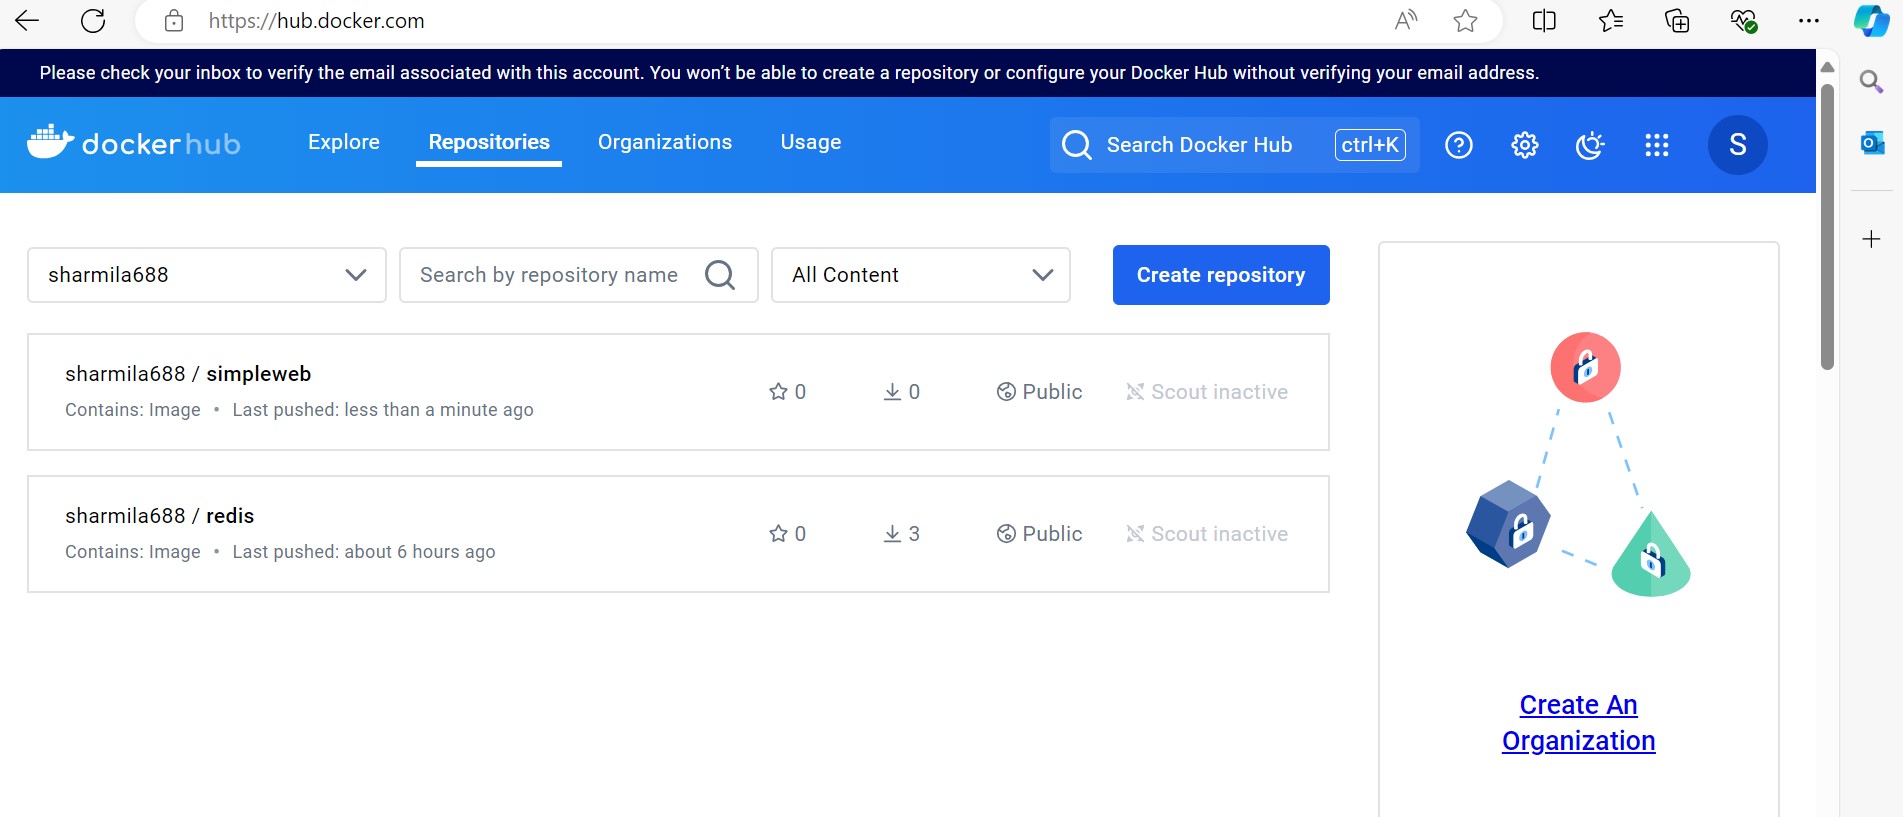 https://hub.docker.com
Please check your inbox to verify the email associated with this account. You won't be able to create a repository or configure your Docker Hub without verifying your email address.
dockerhub
Explore
Repositories
Organizations
Usage
Search Docker Hub
ctrl+K
S
sharmila688
Search by repository name
All Content
Create repository
sharmila688 / simpleweb
Contains: Image • Last pushed: less than a minute ago
0
0
Public
Scout inactive
sharmila688 / redis
Contains: Image • Last pushed: about 6 hours ago
0
3
Public
Scout inactive
Create An
Organization